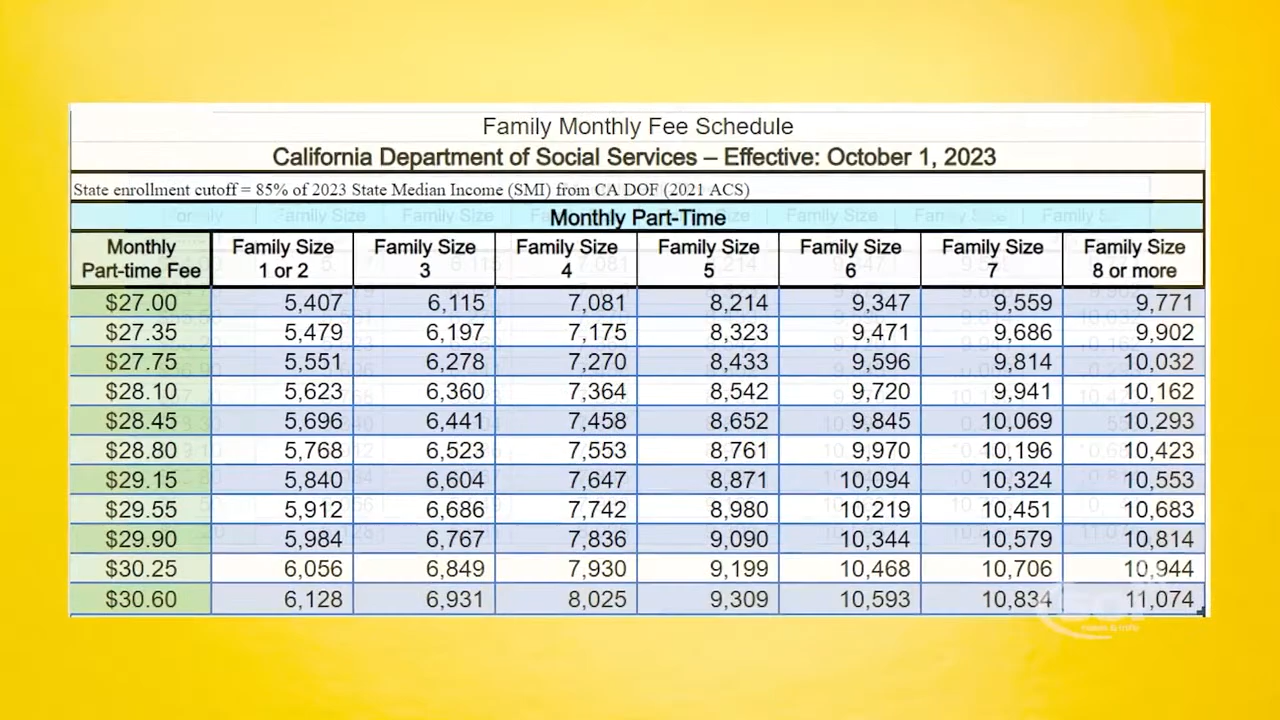 Family Monthly Fee Schedule
California Department of Social Services – Effective: October 1, 2023
State enrollment cutoff = 85% of 2023 State Median Income (SMI) from CA DOF (2021 ACS)
Monthly Part-Time
Monthly Part-time Fee Family Size 1 or 2 Family Size 3 Family Size 4 Family Size 5 Family Size 6 Family Size 7 Family Size 8 or more
$27.00 5,407 6,115 7,081 8,214 9,347 9,559 9,771
$27.35 5,479 6,197 7,175 8,323 9,471 9,686 9,902
$27.75 5,551 6,278 7,270 8,433 9,596 9,814 10,032
$28.10 5,623 6,360 7,364 8,542 9,720 9,941 10,162
$28.45 5,696 6,441 7,458 8,652 9,845 10,069 10,293
$28.80 5,768 6,523 7,553 8,761 9,970 10,196 10,423
$29.15 5,840 6,604 7,647 8,871 10,094 10,324 10,553
$29.55 5,912 6,686 7,742 8,980 10,219 10,451 10,683
$29.90 5,984 6,767 7,836 9,090 10,344 10,579 10,814
$30.25 6,056 6,849 7,930 9,199 10,468 10,706 10,944
$30.60 6,128 6,931 8,025 9,309 10,593 10,834 11,074